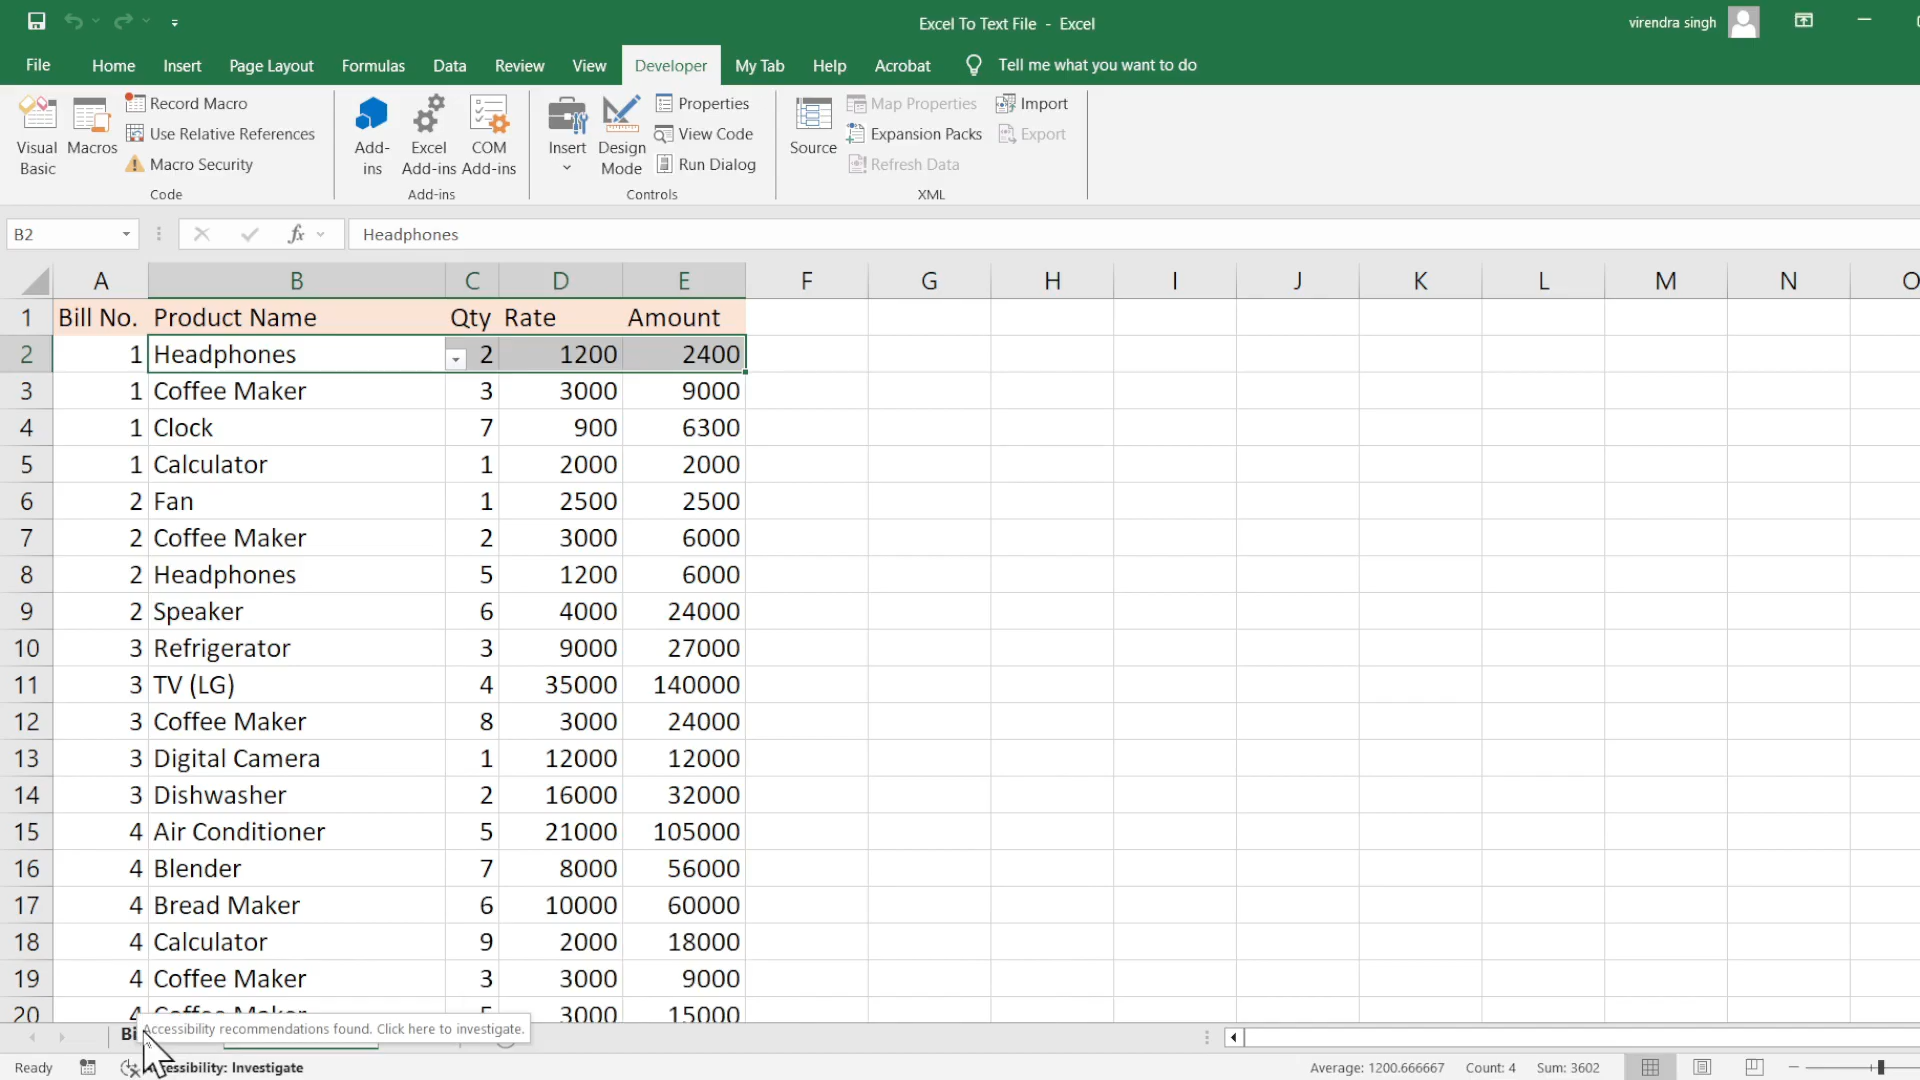 Excel To Text File - Excel
virendra singh
File Home Insert Page Layout Formulas Data Review View Developer My Tab Help Acrobat Tell me what you want to do
Visual Basic
Macros
Record Macro
Use Relative References
Macro Security
Code
Add-ins
Excel Add-ins
COM Add-ins
Add-ins
Insert
Design Mode
Properties
View Code
Run Dialog
Controls
Source
Map Properties
Expansion Packs
Refresh Data
Import
Export
XML
B2 fx Headphones
A B C D E F G H I J K L M N O
1 Bill No. Product Name Qty Rate Amount
2 1 Headphones 2 1200 2400
3 1 Coffee Maker 3 3000 9000
4 1 Clock 7 900 6300
5 1 Calculator 1 2000 2000
6 2 Fan 1 2500 2500
7 2 Coffee Maker 2 3000 6000
8 2 Headphones 5 1200 6000
9 2 Speaker 6 4000 24000
10 3 Refrigerator 3 9000 27000
11 3 TV (LG) 4 35000 140000
12 3 Coffee Maker 8 3000 24000
13 3 Digital Camera 1 12000 12000
14 3 Dishwasher 2 16000 32000
15 4 Air Conditioner 5 21000 105000
16 4 Blender 7 8000 56000
17 4 Bread Maker 6 10000 60000
18 4 Calculator 9 2000 18000
19 4 Coffee Maker 3 3000 9000
20 4 Coffee Maker 5 3000 15000
Accessibility recommendations found. Click here to investigate.
Ready
Investigate
Average: 1200.666667 Count: 4 Sum: 3602